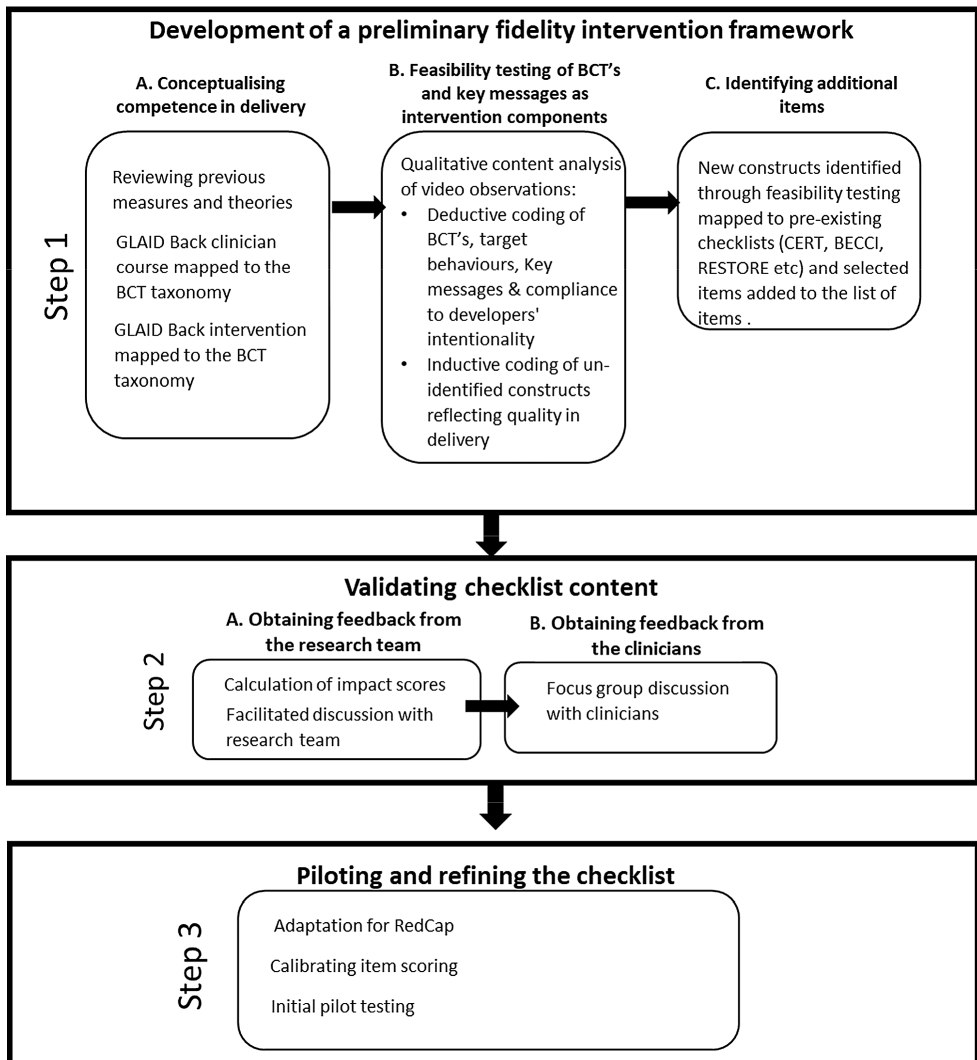 Development of a preliminary fidelity intervention framework
Step 1
A. Conceptualising
competence in delivery
Reviewing previous
measures and theories
GLAID Back clinician
course mapped to the
BCT taxonomy
GLAID Back intervention
mapped to the BCT
taxonomy
B. Feasibility testing of BCT's
and key messages as
intervention components
Qualitative content analysis
of video observations:
• Deductive coding of
BCT's, target
behaviours, Key
messages & compliance
to developers'
intentionality
• Inductive coding of un-
identified constructs
reflecting quality in
delivery
C. Identifying additional
items
New constructs identified
through feasibility testing
mapped to pre-existing
checklists (CERT, BECCI,
RESTORE etc) and selected
items added to the list of
items .
Validating checklist content
Step 2
A. Obtaining feedback from
the research team
Calculation of impact scores
Facilitated discussion with
research team
B. Obtaining feedback from
the clinicians
Focus group discussion
with clinicians
Piloting and refining the checklist
Step 3
Adaptation for RedCap
Calibrating item scoring
Initial pilot testing